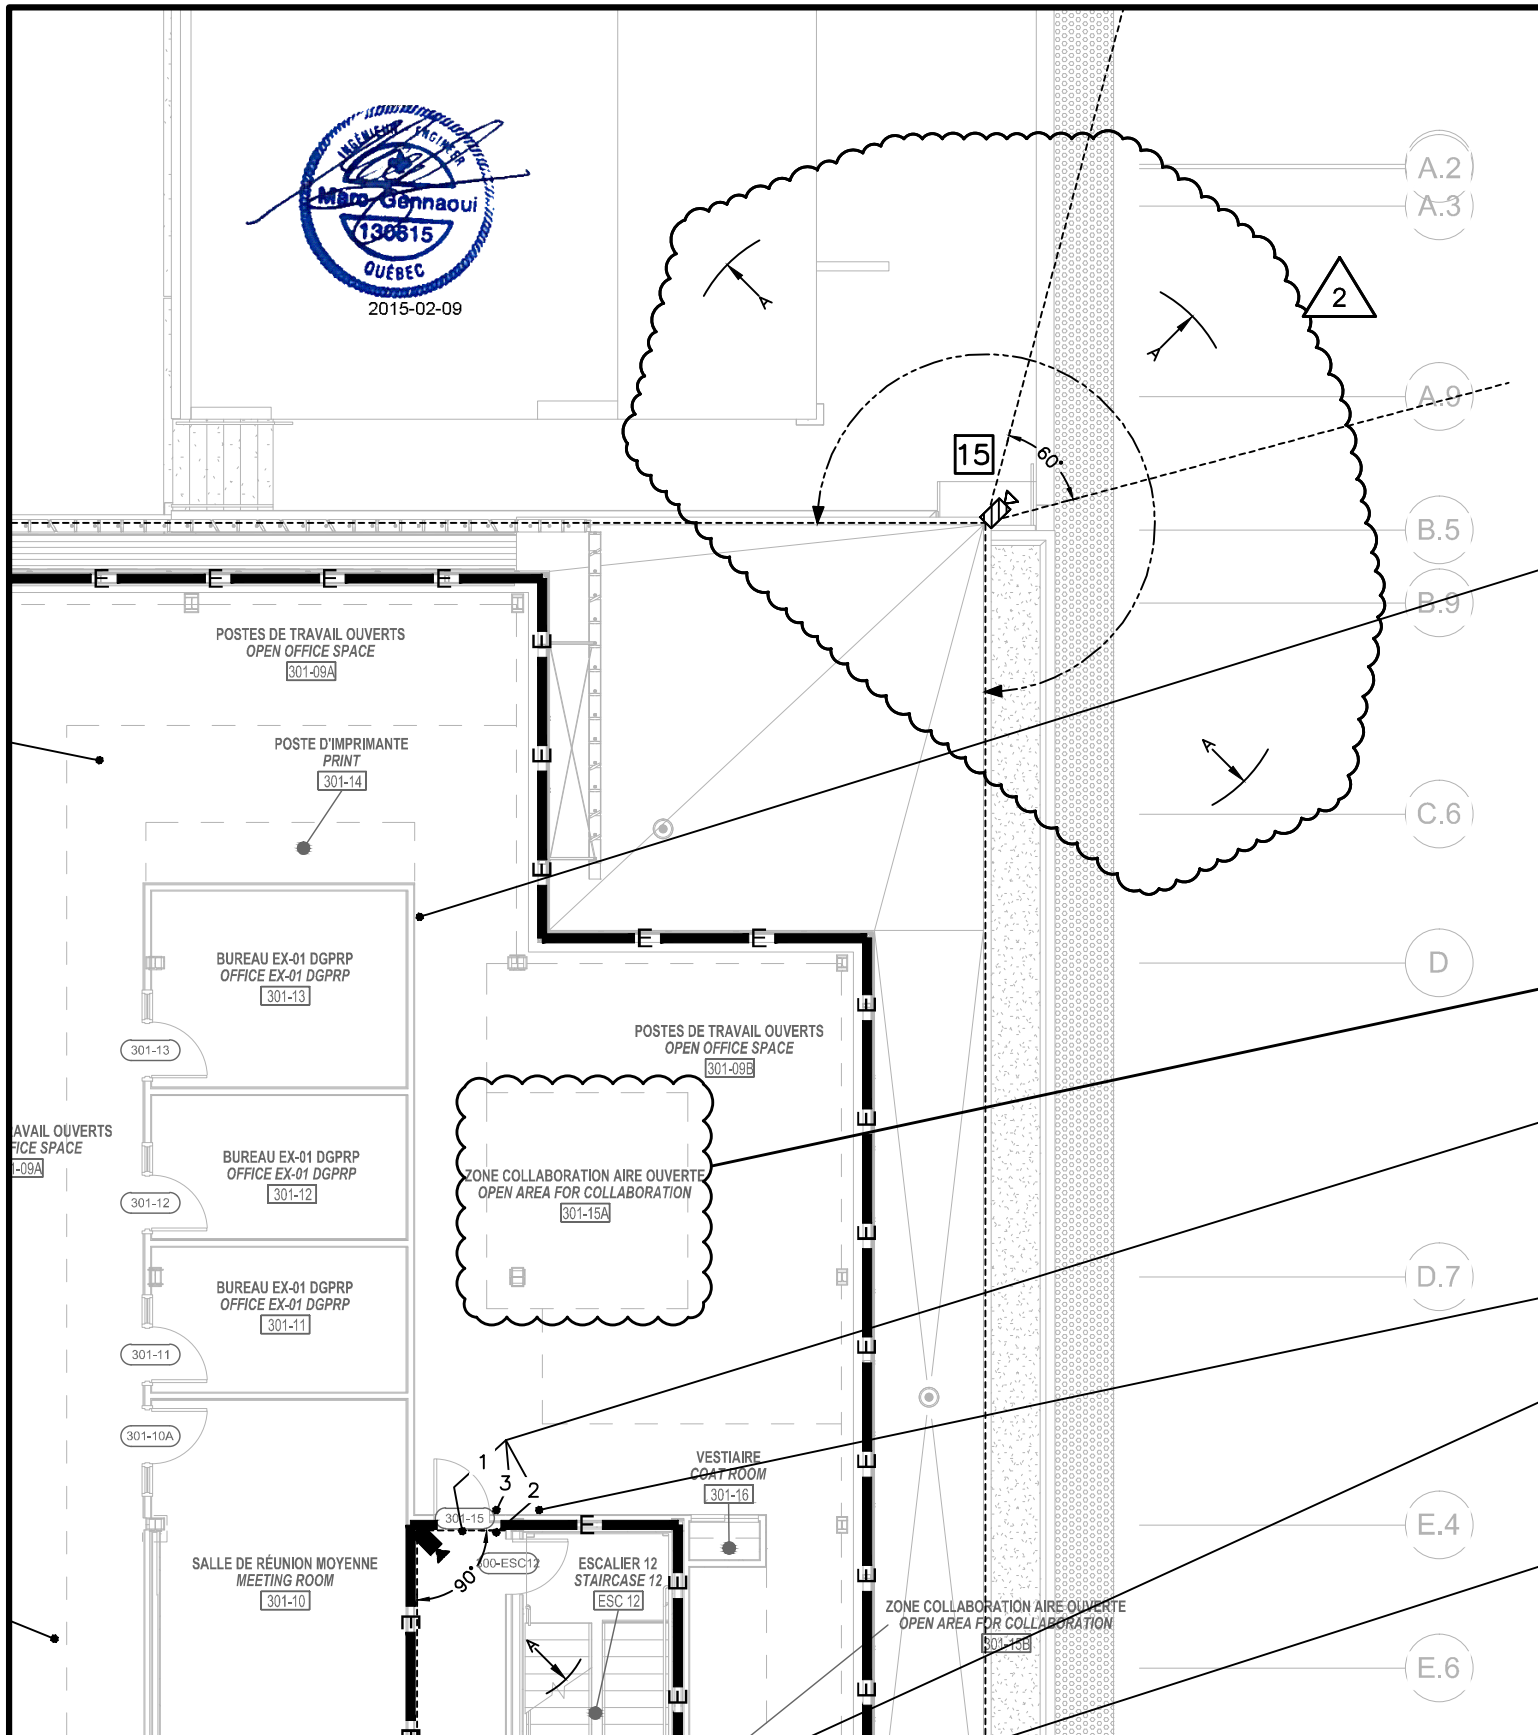 INGÉNIEUR - ENGINEER
Marc Gennaoui
130615
QUÉBEC
2015-02-09
A.2
A.3
2
A
A
A.9
15
60°
B.5
B.9
POSTES DE TRAVAIL OUVERTS
OPEN OFFICE SPACE
301-09A
E E E E
E
E
E
POSTE D'IMPRIMANTE
PRINT
301-14
A
C.6
E E
D
BUREAU EX-01 DGPRP
OFFICE EX-01 DGPRP
301-13
301-13
POSTES DE TRAVAIL OUVERTS
OPEN OFFICE SPACE
301-09B
E
E
E
E
E
E
E
AVAIL OUVERTS
FICE SPACE
1-09A
BUREAU EX-01 DGPRP
OFFICE EX-01 DGPRP
301-12
301-12
ZONE COLLABORATION AIRE OUVERTE
OPEN AREA FOR COLLABORATION
301-15A
D.7
BUREAU EX-01 DGPRP
OFFICE EX-01 DGPRP
301-11
301-11
301-10A
1
3
2
VESTIAIRE
COAT ROOM
301-16
301-15
E
E.4
SALLE DE RÉUNION MOYENNE
MEETING ROOM
301-10
90°
300-ESC12
ESCALIER 12
STAIRCASE 12
ESC 12
E
E
E
E
A
ZONE COLLABORATION AIRE OUVERTE
OPEN AREA FOR COLLABORATION
301-15B
E.6